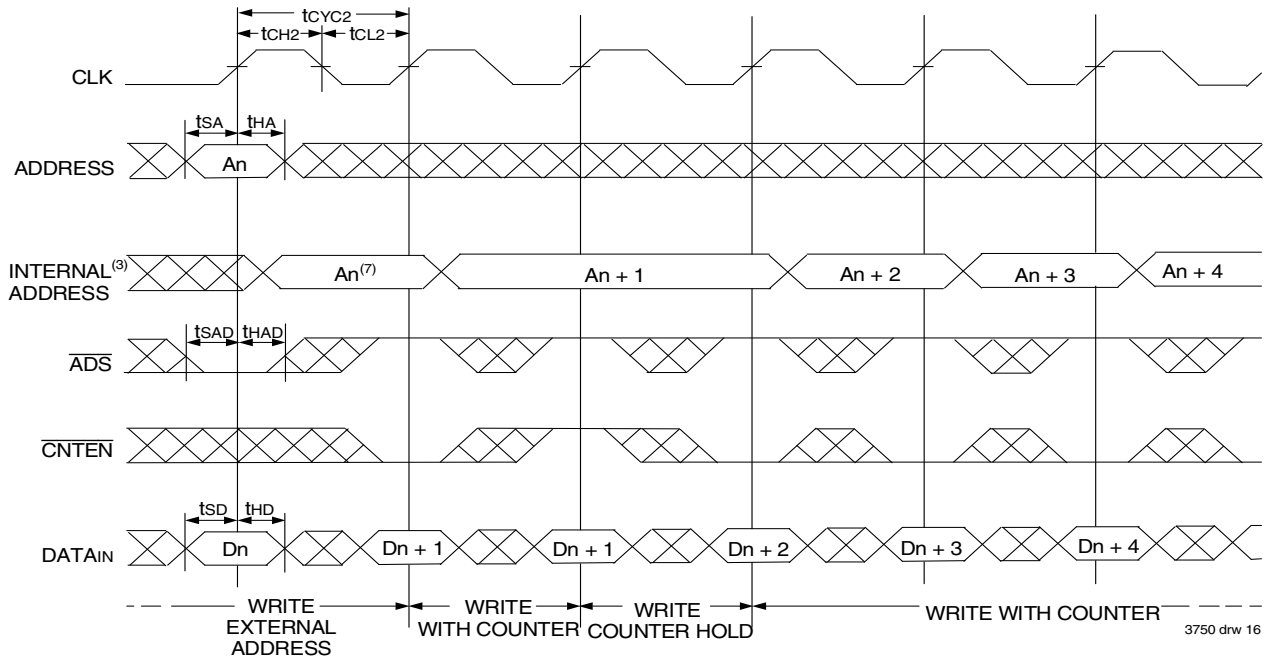 tCYC2
tCH2 tCL2
CLK
tSA tHA
ADDRESS An
INTERNAL(3) ADDRESS An(7) An + 1 An + 2 An + 3 An + 4
tSAD tHAD
ADS
CNTEN
tSD tHD
DATAIN Dn Dn + 1 Dn + 1 Dn + 2 Dn + 3 Dn + 4
WRITE EXTERNAL ADDRESS
WRITE WITH COUNTER
WRITE COUNTER HOLD
WRITE WITH COUNTER
3750 drw 16